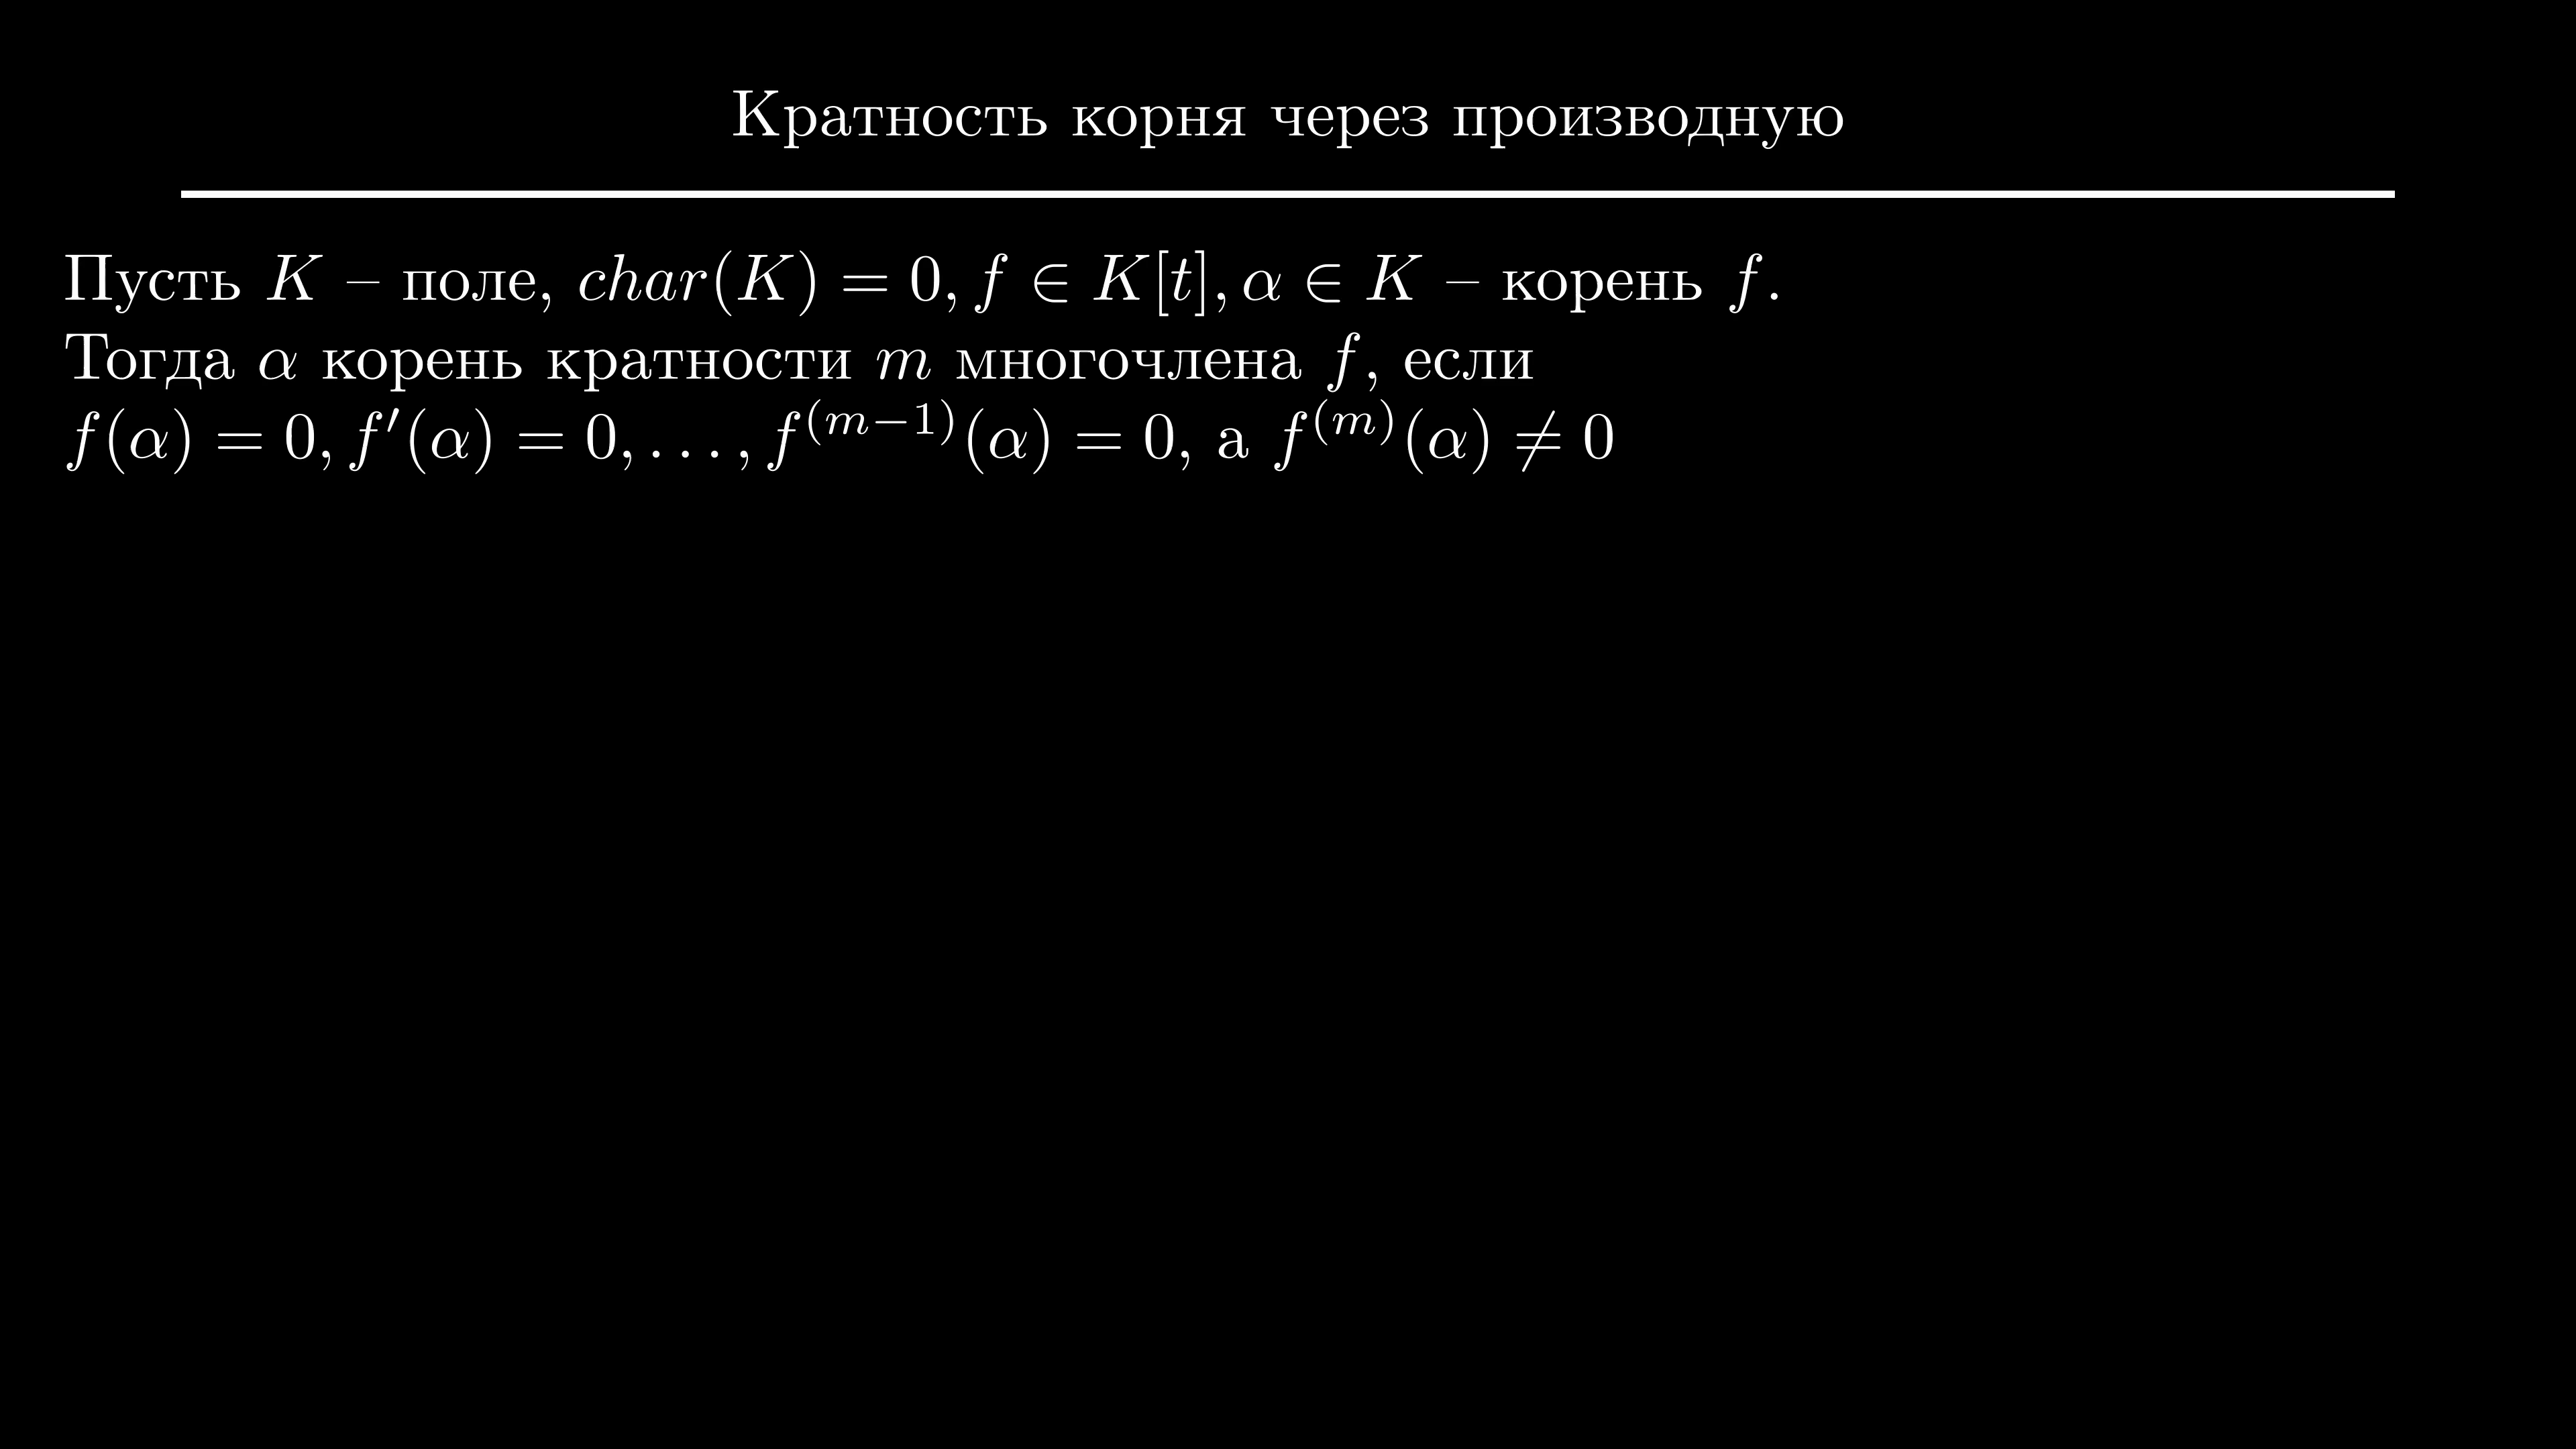 Кратность корня через производную
Пусть K – поле, char(K) = 0, f ∈ K[t], α ∈ K – корень f.
Тогда α корень кратности m многочлена f, если
f(α) = 0, f′(α) = 0, . . . , f^(m−1)(α) = 0, а f^(m)(α) ≠ 0